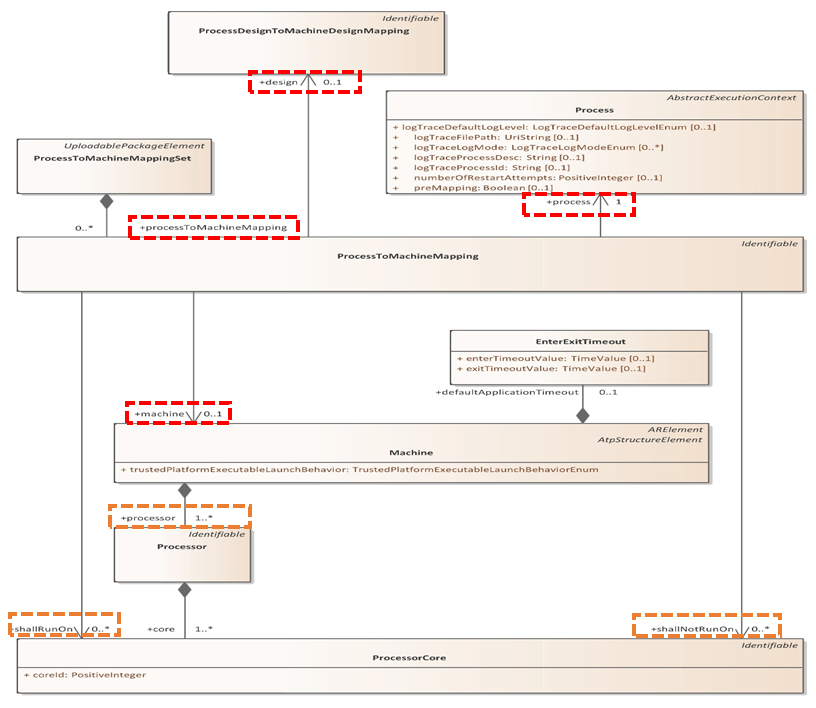 Identifiable
ProcessDesignToMachineDesignMapping
+design 0..1
AbstractExecutionContext
Process
+ logTraceDefaultLogLevel: LogTraceDefaultLogLevelEnum [0..1]
+ logTraceFilePath: UriString [0..1]
+ logTraceLogMode: LogTraceLogModeEnum [0..*]
+ logTraceProcessDesc: String [0..1]
+ logTraceProcessId: String [0..1]
+ numberOfRestartAttempts: PositiveInteger [0..1]
+ preMapping: Boolean [0..1]
UploadablePackageElement
ProcessToMachineMappingSet
+process 1
0..* +processToMachineMapping
Identifiable
ProcessToMachineMapping
EnterExitTimeout
+ enterTimeoutValue: TimeValue [0..1]
+ exitTimeoutValue: TimeValue [0..1]
+defaultApplicationTimeout 0..1
+machine 0..1
ARElement
AtpStructureElement
Machine
+ trustedPlatformExecutableLaunchBehavior: TrustedPlatformExecutableLaunchBehaviorEnum
+processor 1..*
Identifiable
Processor
+shallRunOn 0..* +core 1..* +shallNotRunOn 0..*
Identifiable
ProcessorCore
+ coreId: PositiveInteger